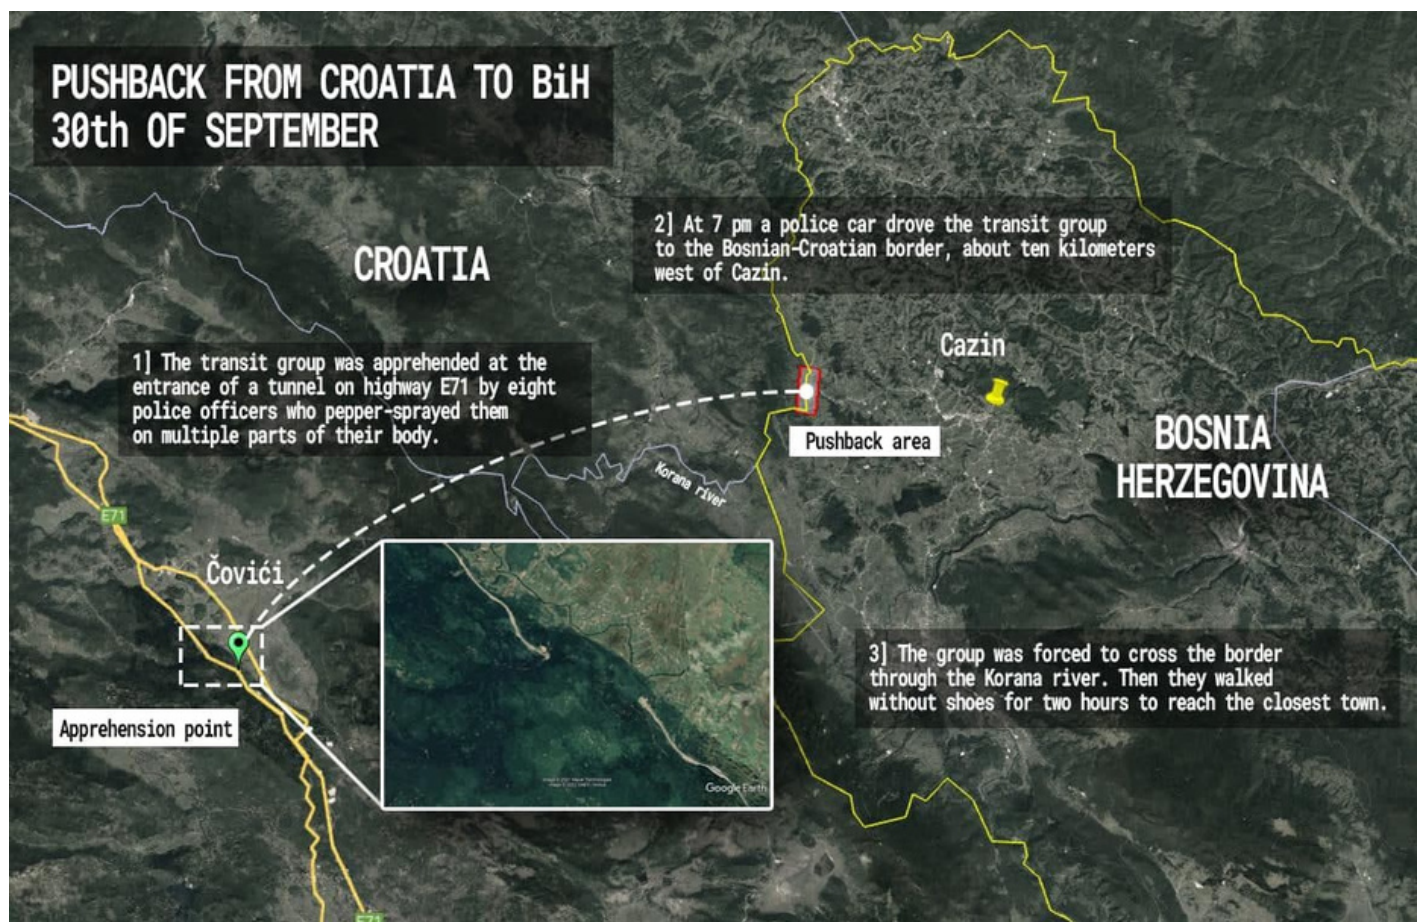 PUSHBACK FROM CROATIA TO BiH
30th OF SEPTEMBER
2] At 7 pm a police car drove the transit group
to the Bosnian-Croatian border, about ten kilometers
west of Cazin.
CROATIA
1] The transit group was apprehended at the
entrance of a tunnel on highway E71 by eight
police officers who pepper-sprayed them
on multiple parts of their body.
Cazin
Pushback area
BOSNIA
HERZEGOVINA
Korana river
E71
Čovići
3] The group was forced to cross the border
through the Korana river. Then they walked
without shoes for two hours to reach the closest town.
Apprehension point
Google Earth
E71